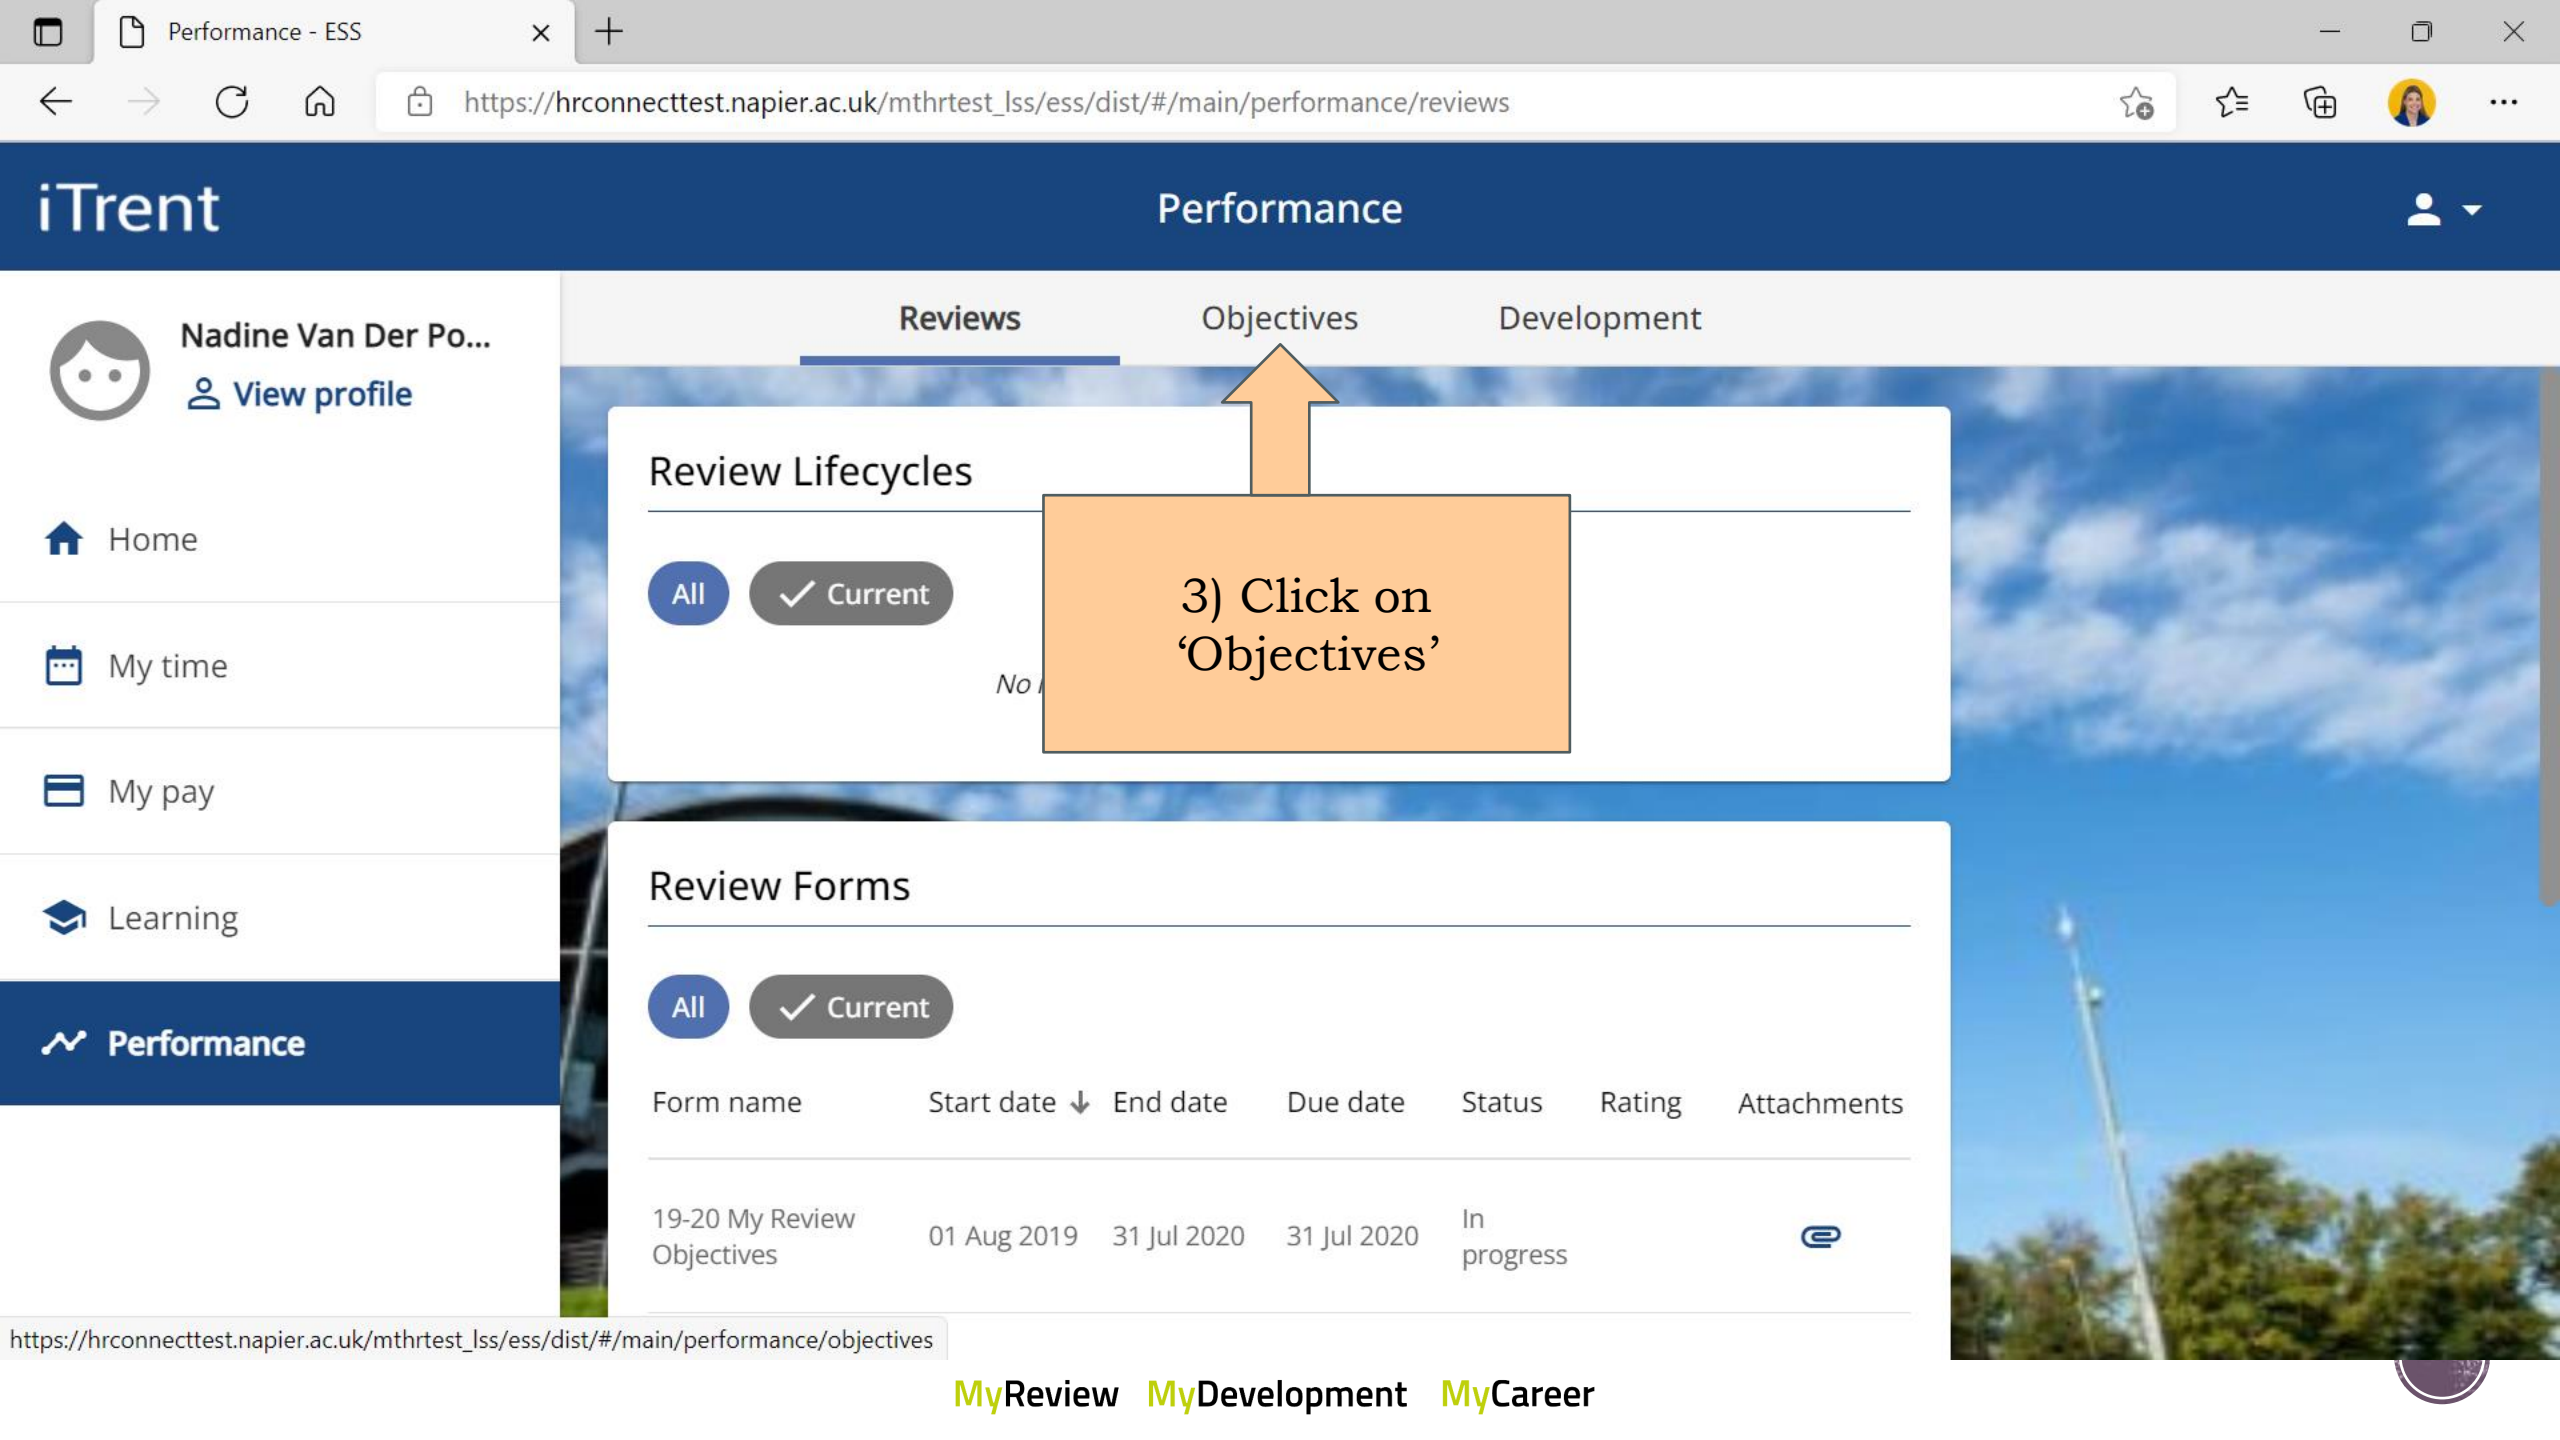 Performance - ESS
https://hrconnecttest.napier.ac.uk/mthrtest_lss/ess/dist/#/main/performance/reviews
iTrent
Performance
Nadine Van Der Po...
View profile
Home
My time
My pay
Learning
Performance
Reviews
Objectives
Development
Review Lifecycles
All
Current
No
3) Click on
‘Objectives’
Review Forms
All
Current
Form name
Start date
End date
Due date
Status
Rating
Attachments
19-20 My Review
Objectives
01 Aug 2019
31 Jul 2020
31 Jul 2020
In
progress
https://hrconnecttest.napier.ac.uk/mthrtest_lss/ess/dist/#/main/performance/objectives
MyReview MyDevelopment MyCareer